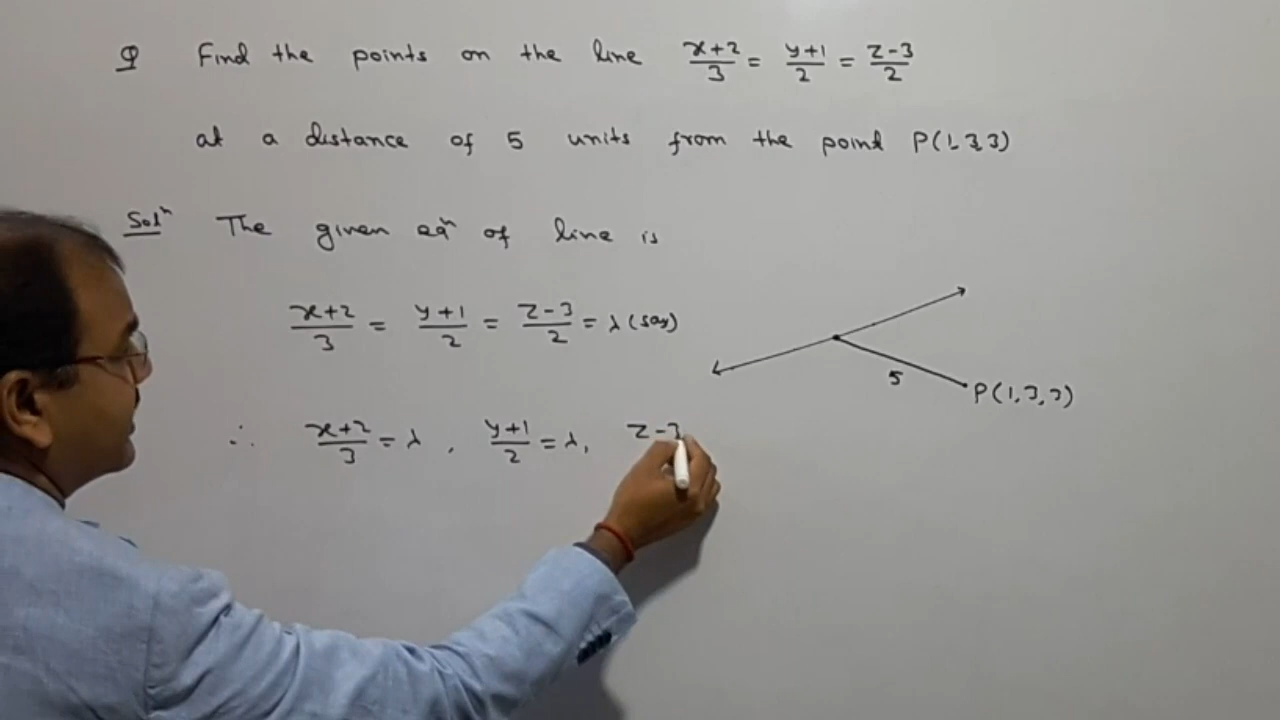 Q Find the points on the line (x+2)/3 = (y+1)/2 = (z-3)/2
at a distance of 5 units from the point P(1,3,3)
Solⁿ The given eqⁿ of line is
(x+2)/3 = (y+1)/2 = (z-3)/2 = λ (say)
5
P(1,3,3)
∴ (x+2)/3 = λ , (y+1)/2 = λ, z-3